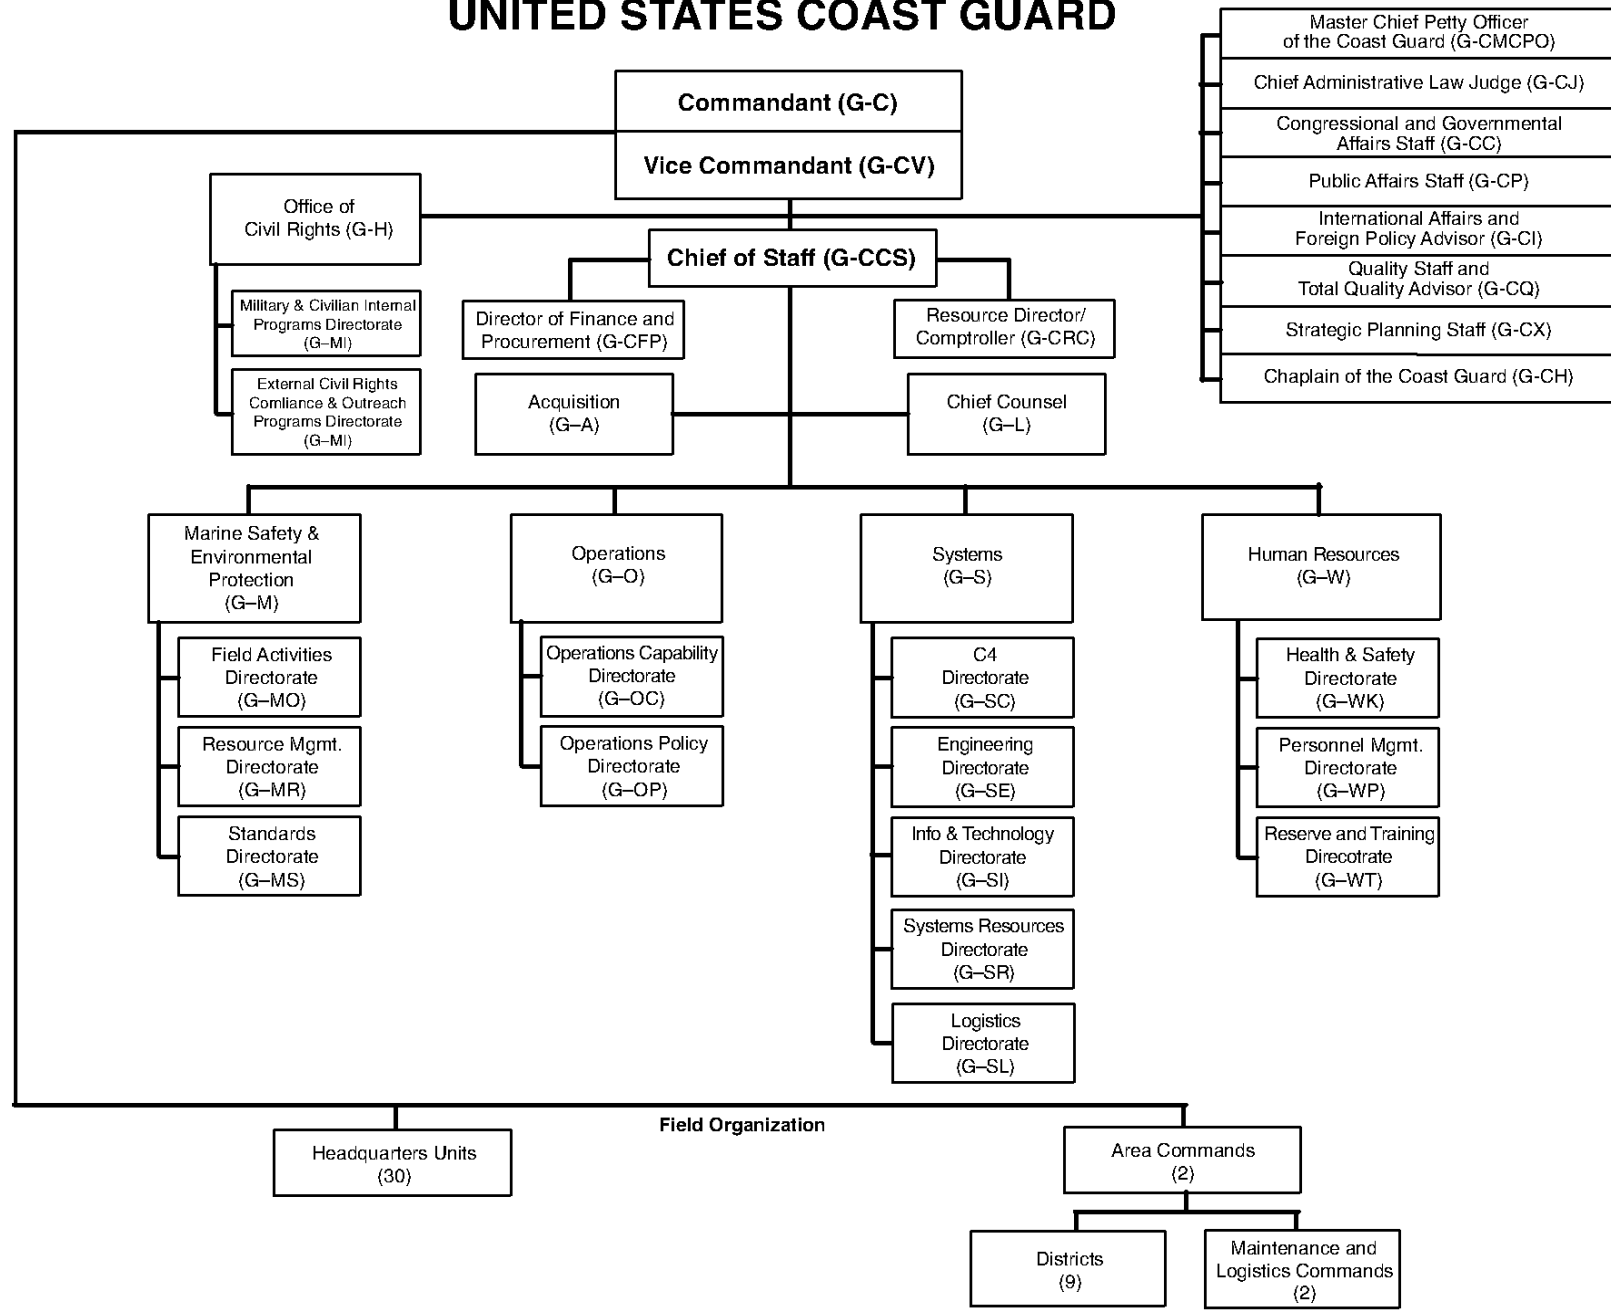 UNITED STATES COAST GUARD
Master Chief Petty Officer
of the Coast Guard (G-CMCPO)
Chief Administrative Law Judge (G-CJ)
Congressional and Governmental
Affairs Staff (G-CC)
Public Affairs Staff (G-CP)
International Affairs and
Foreign Policy Advisor (G-CI)
Quality Staff and
Total Quality Advisor (G-CQ)
Strategic Planning Staff (G-CX)
Chaplain of the Coast Guard (G-CH)
Commandant (G-C)
Vice Commandant (G-CV)
Office of
Civil Rights (G-H)
Military & Civilian Internal
Programs Directorate
(G–MI)
External Civil Rights
Comliance & Outreach
Programs Directorate
(G–MI)
Chief of Staff (G-CCS)
Director of Finance and
Procurement (G-CFP)
Resource Director/
Comptroller (G-CRC)
Acquisition
(G–A)
Chief Counsel
(G–L)
Marine Safety &
Environmental
Protection
(G–M)
Field Activities
Directorate
(G–MO)
Resource Mgmt.
Directorate
(G–MR)
Standards
Directorate
(G–MS)
Operations
(G–O)
Operations Capability
Directorate
(G–OC)
Operations Policy
Directorate
(G–OP)
Systems
(G–S)
C4
Directorate
(G–SC)
Engineering
Directorate
(G–SE)
Info & Technology
Directorate
(G–SI)
Systems Resources
Directorate
(G–SR)
Logistics
Directorate
(G–SL)
Human Resources
(G–W)
Health & Safety
Directorate
(G–WK)
Personnel Mgmt.
Directorate
(G–WP)
Reserve and Training
Direcotrate
(G–WT)
Field Organization
Headquarters Units
(30)
Area Commands
(2)
Districts
(9)
Maintenance and
Logistics Commands
(2)